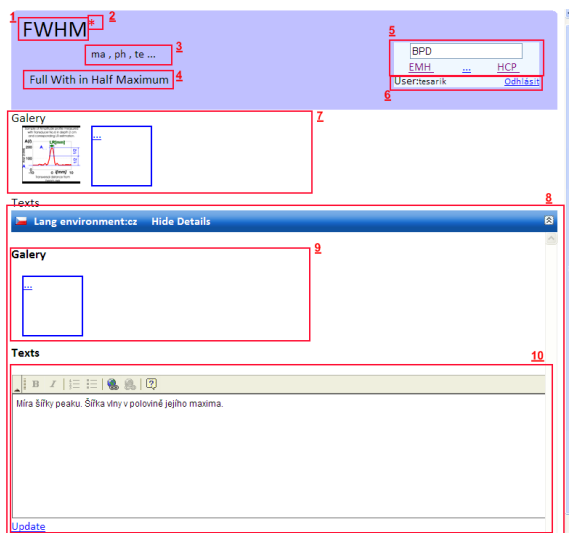 1
FWHM*
2
ma , ph , te ...
3
Full With in Half Maximum
4
5
BPD
EMH ... HCP
User:tesarik Odhlásit
6
Galery
7
...
Texts
8
Lang environment:cz Hide Details
Galery
9
...
Texts
10
B I
Míra šířky peaku. Šířka vlny v polovině jejího maxima.
Update